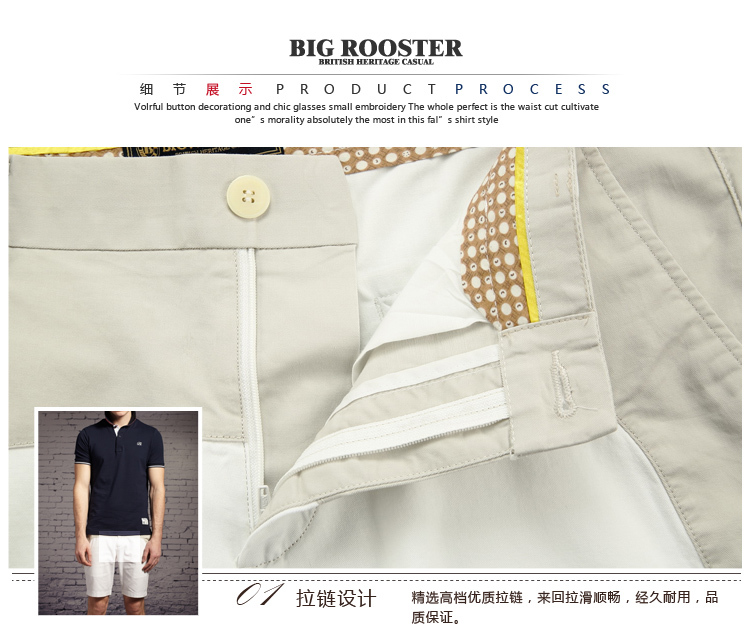 BIG ROOSTER
BRITISH HERITAGE CASUAL
细 节 展 示 PRODUCT PROCESS
Volrful button decorationg and chic glasses small embroidery The whole perfect is the waist cut cultivate
one”s morality absolutely the most in this fal”s shirt style
01 拉链设计
精选高档优质拉链，来回拉滑顺畅，经久耐用，品
质保证。